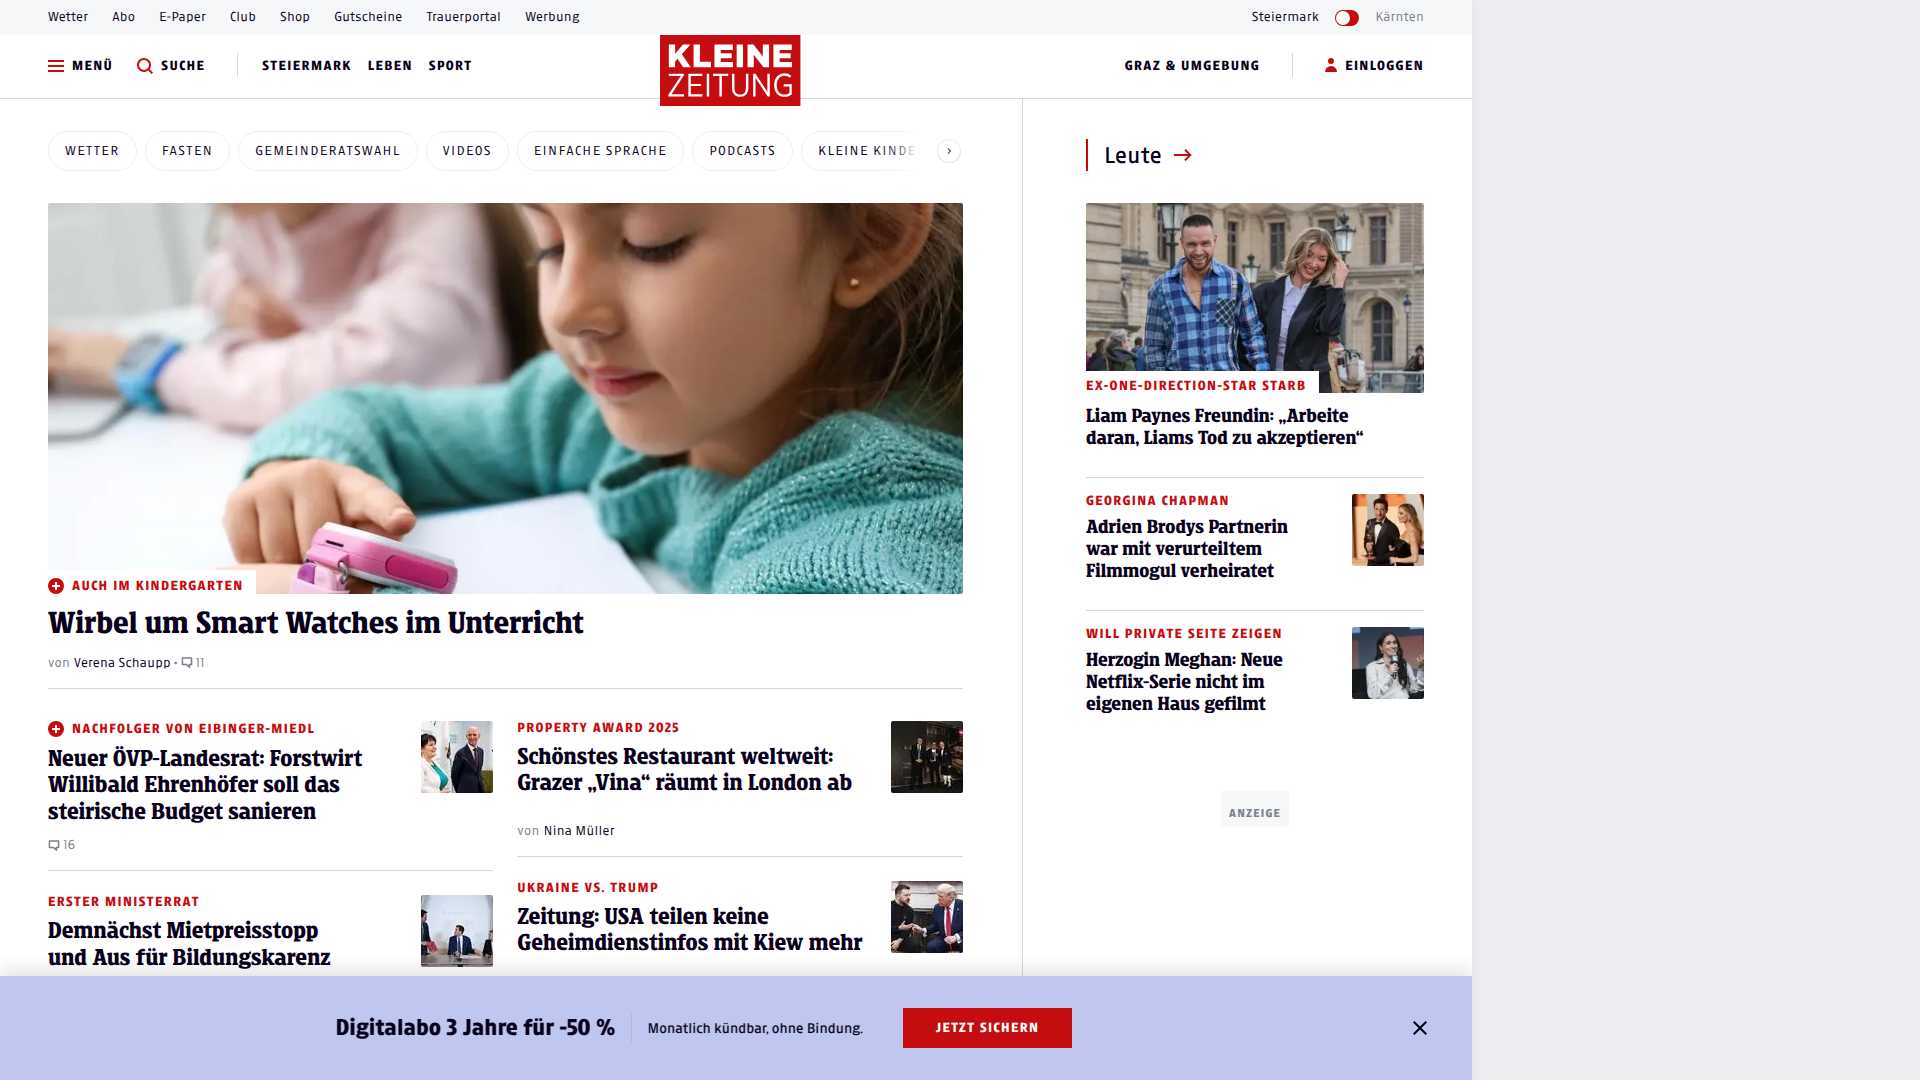 Wetter Abo E-Paper Club Shop Gutscheine Trauerportal Werbung
Steiermark Kärnten
MENÜ SUCHE STEIERMARK LEBEN SPORT
KLEINE
ZEITUNG
GRAZ & UMGEBUNG EINLOGGEN
WETTER FASTEN GEMEINDERATSWAHL VIDEOS EINFACHE SPRACHE PODCASTS KLEINE KINDE
AUCH IM KINDERGARTEN
Wirbel um Smart Watches im Unterricht
von Verena Schaupp • 11
NACHFOLGER VON EIBINGER-MIEDL
Neuer ÖVP-Landesrat: Forstwirt
Willibald Ehrenhöfer soll das
steirische Budget sanieren
16
ERSTER MINISTERRAT
Demnächst Mietpreisstopp
und Aus für Bildungskarenz
PROPERTY AWARD 2025
Schönstes Restaurant weltweit:
Grazer „Vina“ räumt in London ab
von Nina Müller
UKRAINE VS. TRUMP
Zeitung: USA teilen keine
Geheimdienstinfos mit Kiew mehr
Leute
EX-ONE-DIRECTION-STAR STARB
Liam Paynes Freundin: „Arbeite
daran, Liams Tod zu akzeptieren“
GEORGINA CHAPMAN
Adrien Brodys Partnerin
war mit verurteiltem
Filmmogul verheiratet
WILL PRIVATE SEITE ZEIGEN
Herzogin Meghan: Neue
Netflix-Serie nicht im
eigenen Haus gefilmt
ANZEIGE
Digitalabo 3 Jahre für -50 %
Monatlich kündbar, ohne Bindung.
JETZT SICHERN